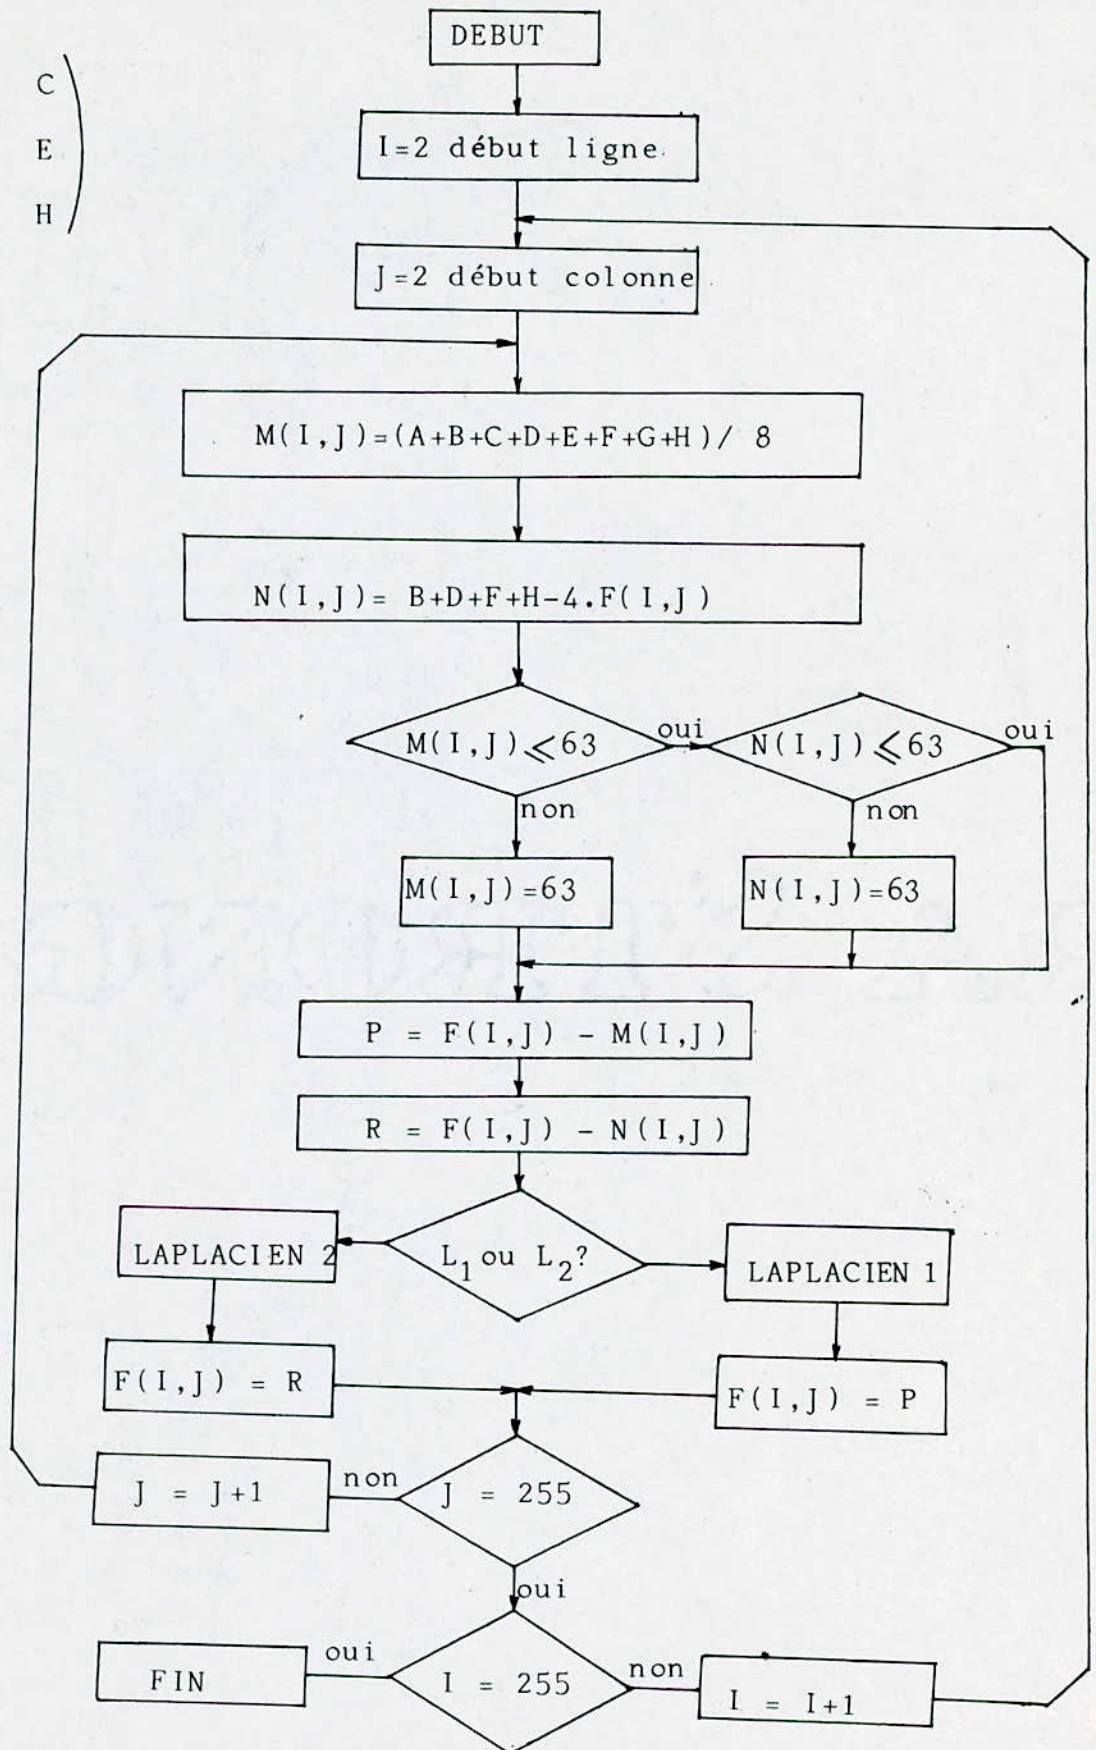 DEBUT
C
E
H
I=2 début ligne.
J=2 début colonne
M(I,J)=(A+B+C+D+E+F+G+H)/ 8
N(I,J)= B+D+F+H-4.F(I,J)
M(I,J)⩽63
oui
N(I,J)⩽63
oui
non
non
M(I,J)=63
N(I,J)=63
P = F(I,J) - M(I,J)
R = F(I,J) - N(I,J)
LAPLACIEN 2
L₁ ou L₂?
LAPLACIEN 1
F(I,J) = R
F(I,J) = P
J = J+1
non
J = 255
oui
FIN
oui
I = 255
non
I = I+1